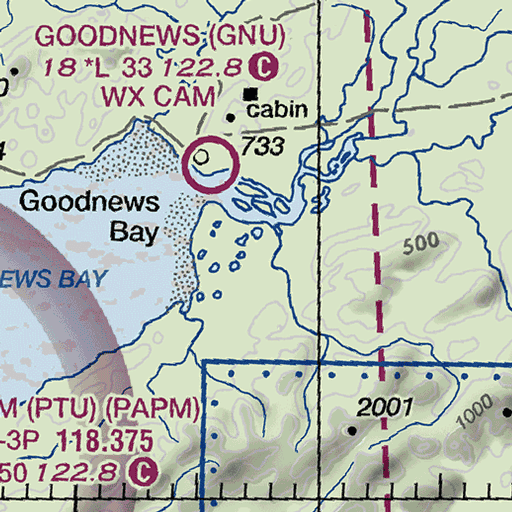 GOODNEWS (GNU)
18 *L 33 122.8 C
WX CAM
cabin
733
Goodnews
Bay
EWS BAY
500
2001
1000
M (PTU) (PAPM)
-3P 118.375
50 122.8 C